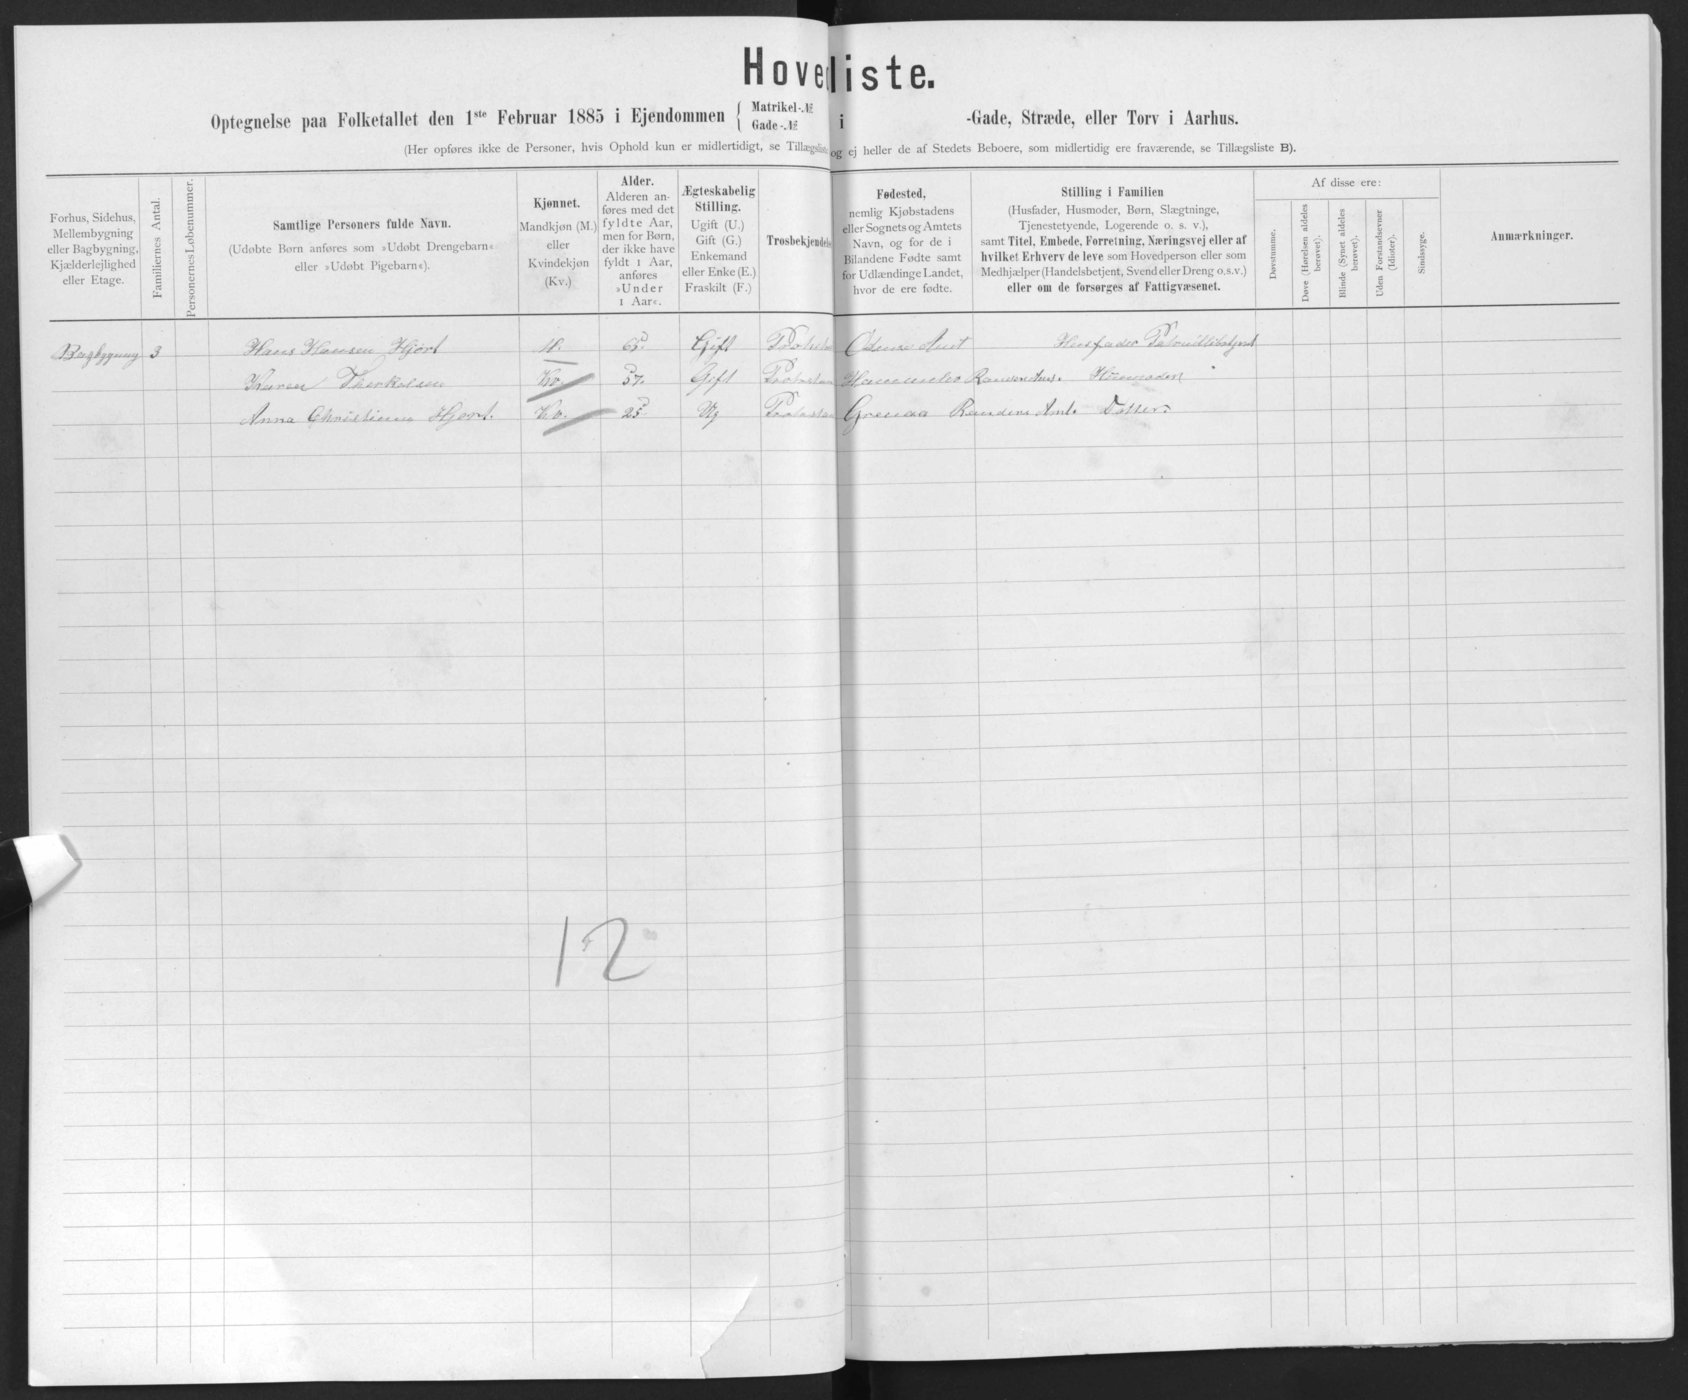 Hovedliste.
Optegnelse paa Folketallet den 1ste Februar 1885 i Ejendommen { Matrikel-№ Gade-№ i -Gade, Stræde, eller Torv i Aarhus.
(Her opføres ikke de Personer, hvis Ophold kun er midlertidigt, se Tillægsliste og ej heller de af Stedets Beboere, som midlertidig ere fraværende, se Tillægsliste B).
Forhus, Sidehus, Mellembygning eller Bagbygning, Kjælderlejlighed eller Etage.
Familiernes Antal.
Personernes Løbenummer.
Samtlige Personers fulde Navn.
(Udøbte Børn anføres som »Udøbt Drengebarn« eller »Udøbt Pigebarn«).
Kjønnet.
Mandkjøn (M.) eller Kvindekjøn (Kv.)
Alder.
Alderen anføres med det fyldte Aar, men for Børn, der ikke have fyldt 1 Aar, anføres »Under 1 Aar«.
Ægteskabelig Stilling.
Ugift (U.) Gift (G.) Enkemand eller Enke (E.) Fraskilt (F.)
Trosbekjendelse
Fødested,
nemlig Kjøbstadens eller Sognets og Amtets Navn, og for de i Bilandene Fødte samt for Udlændinge Landet, hvor de ere fødte.
Stilling i Familien
(Husfader, Husmoder, Børn, Slægtninge, Tjenestetyende, Logerende o. s. v.),
samt Titel, Embede, Forretning, Næringsvej eller af hvilket Erhverv de leve som Hovedperson eller som Medhjælper (Handelsbetjent, Svend eller Dreng o.s.v.) eller om de forsørges af Fattigvæsenet.
Af disse ere:
Døvstumme.
Døve (Hørelsen aldeles berøvet).
Blinde (Synet aldeles berøvet).
Uden Forstandsevner (Idioter).
Sindssyge.
Anmærkninger.
Bagbygning 3 Hans Hansen Hjort M. 65. Gift Odense Amt Husfader
Karen Therkelsen Kv. 57. Gift Randers Amt. Husmoder
Anna Christiane Hjort. Kv. 25. Ug Grenaa Randers Amt. Datter.
12